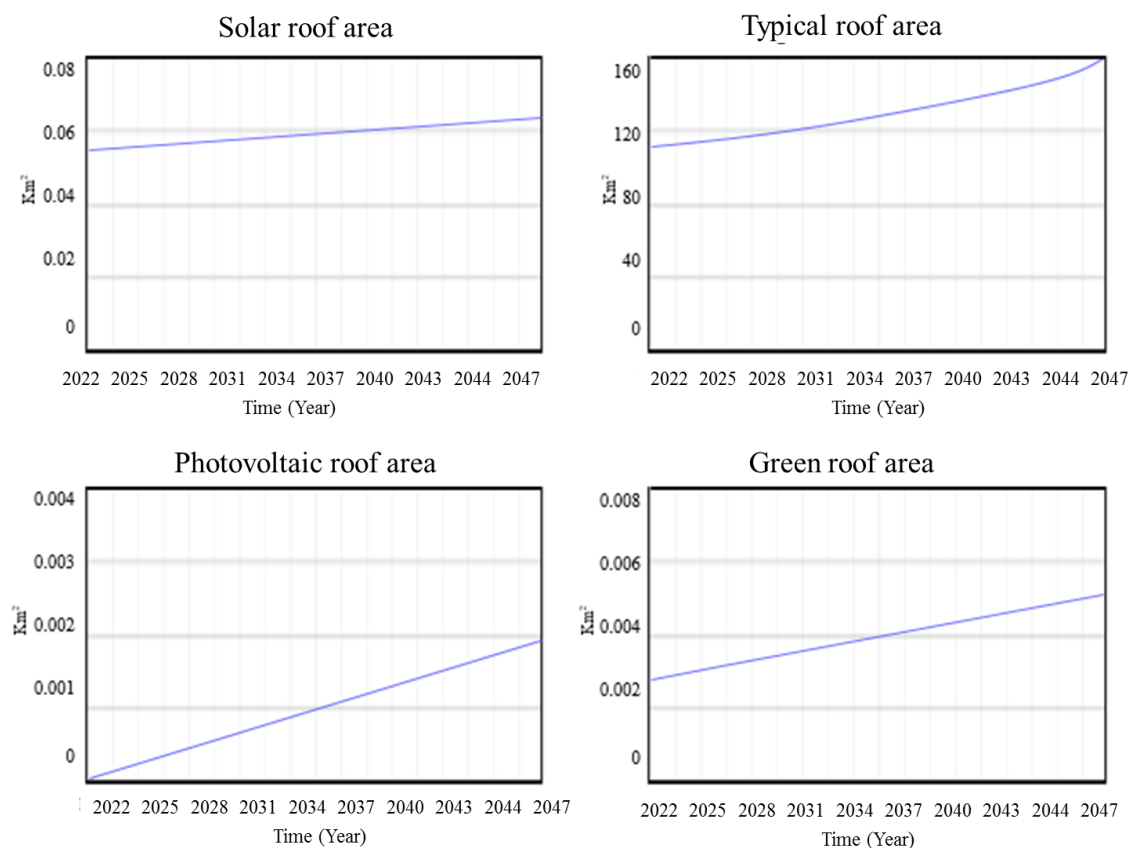 Solar roof area
0.08
0.06
0.04
0.02
0
Km²
2022 2025 2028 2031 2034 2037 2040 2043 2044 2047
Time (Year)
Typical roof area
160
120
80
40
0
Km²
2022 2025 2028 2031 2034 2037 2040 2043 2044 2047
Time (Year)
Photovoltaic roof area
0.004
0.003
0.002
0.001
0
Km²
2022 2025 2028 2031 2034 2037 2040 2043 2044 2047
Time (Year)
Green roof area
0.008
0.006
0.004
0.002
0
Km²
2022 2025 2028 2031 2034 2037 2040 2043 2044 2047
Time (Year)